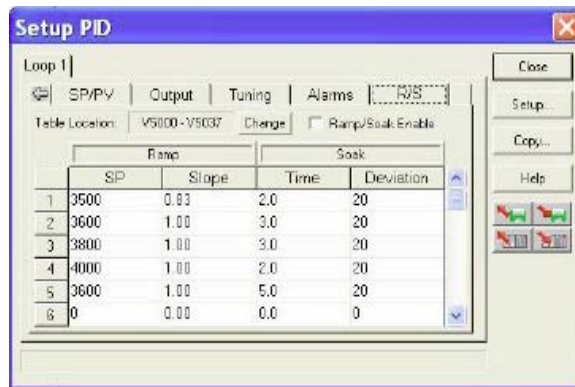 Setup PID
Loop 1
Close
SP/PV Output Tuning Alarms R/S
Setup...
Table Location: V5000 - V5037 Change Ramp/Soak Enable
Copy...
Ramp Soak
Help
SP Slope Time Deviation
1 3500 0.83 2.0 20
2 3600 1.00 3.0 20
3 3800 1.00 3.0 20
4 4000 1.00 2.0 20
5 3600 1.00 5.0 20
6 0 0.00 0.0 0